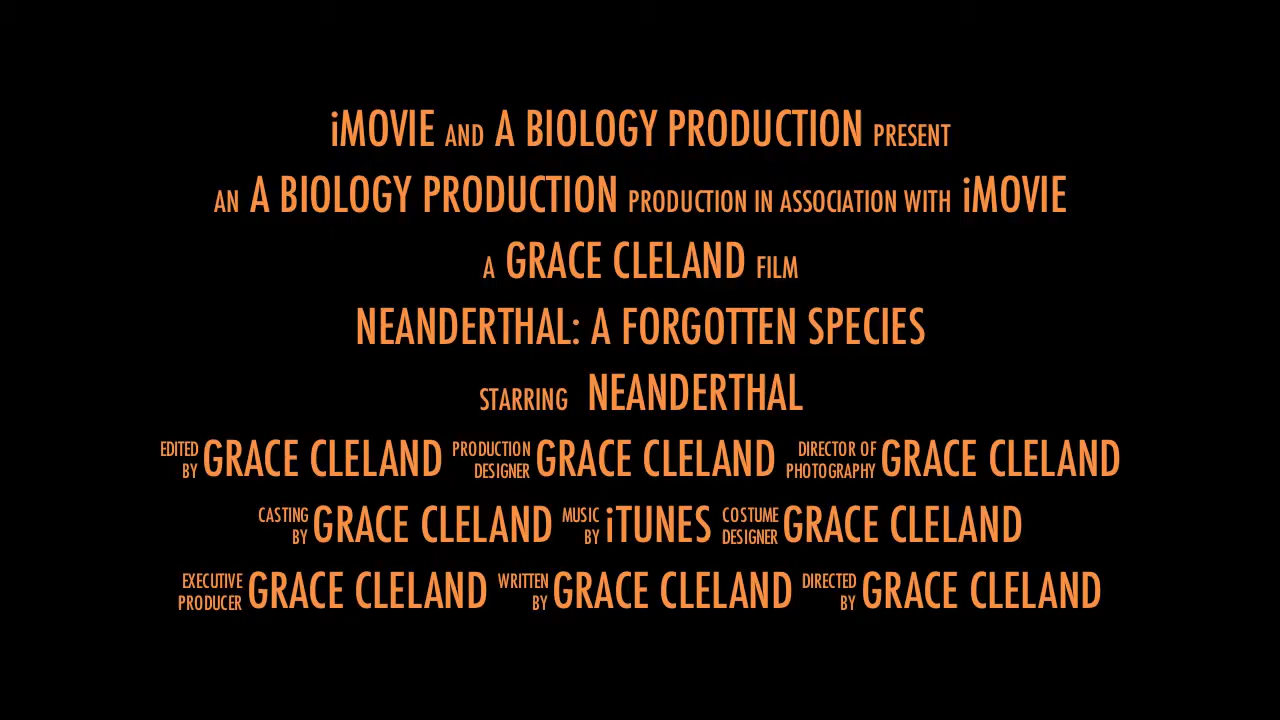 iMOVIE AND A BIOLOGY PRODUCTION PRESENT
AN A BIOLOGY PRODUCTION PRODUCTION IN ASSOCIATION WITH iMOVIE
A GRACE CLELAND FILM
NEANDERTHAL: A FORGOTTEN SPECIES
STARRING NEANDERTHAL
EDITED BY GRACE CLELAND PRODUCTION DESIGNER GRACE CLELAND DIRECTOR OF PHOTOGRAPHY GRACE CLELAND
CASTING BY GRACE CLELAND MUSIC BY iTUNES COSTUME DESIGNER GRACE CLELAND
EXECUTIVE PRODUCER GRACE CLELAND WRITTEN BY GRACE CLELAND DIRECTED BY GRACE CLELAND